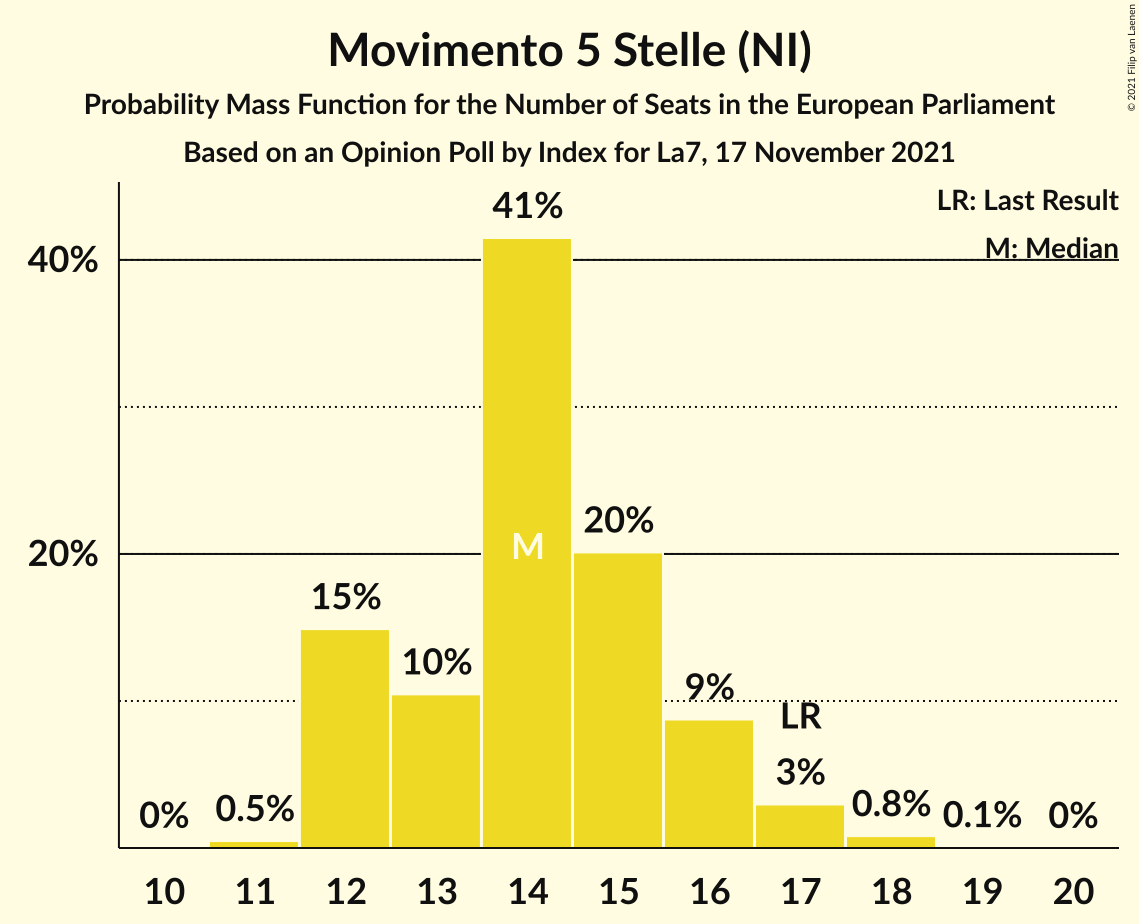 Movimento 5 Stelle (NI)
Probability Mass Function for the Number of Seats in the European Parliament
Based on an Opinion Poll by Index for La7, 17 November 2021
© 2021 Filip van Laenen
LR: Last Result
M: Median
41%
40%
M
20%
20%
15%
10%
9%
LR
3%
0%
0.5%
0.8%
0.1%
0%
10 11 12 13 14 15 16 17 18 19 20